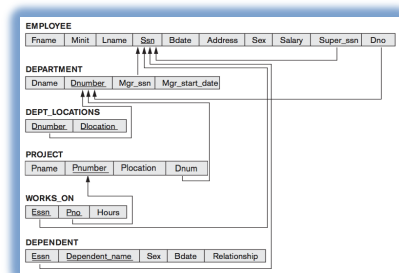 EMPLOYEE
Fname Minit Lname Ssn Bdate Address Sex Salary Super_ssn Dno
DEPARTMENT
Dname Dnumber Mgr_ssn Mgr_start_date
DEPT_LOCATIONS
Dnumber Dlocation
PROJECT
Pname Pnumber Plocation Dnum
WORKS_ON
Essn Pno Hours
DEPENDENT
Essn Dependent_name Sex Bdate Relationship